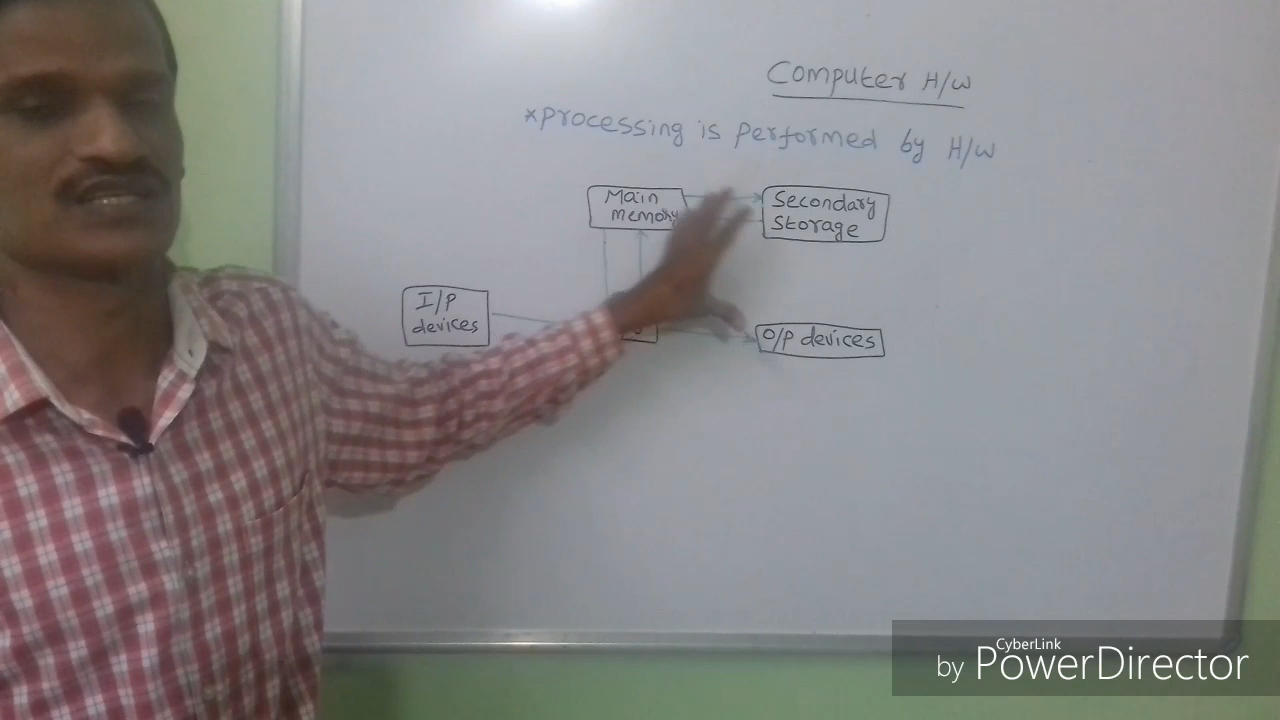 Computer H/W
*processing is performed by H/W
Main
memory
Secondary
Storage
I/P
devices
O/P devices
CyberLink
by PowerDirector